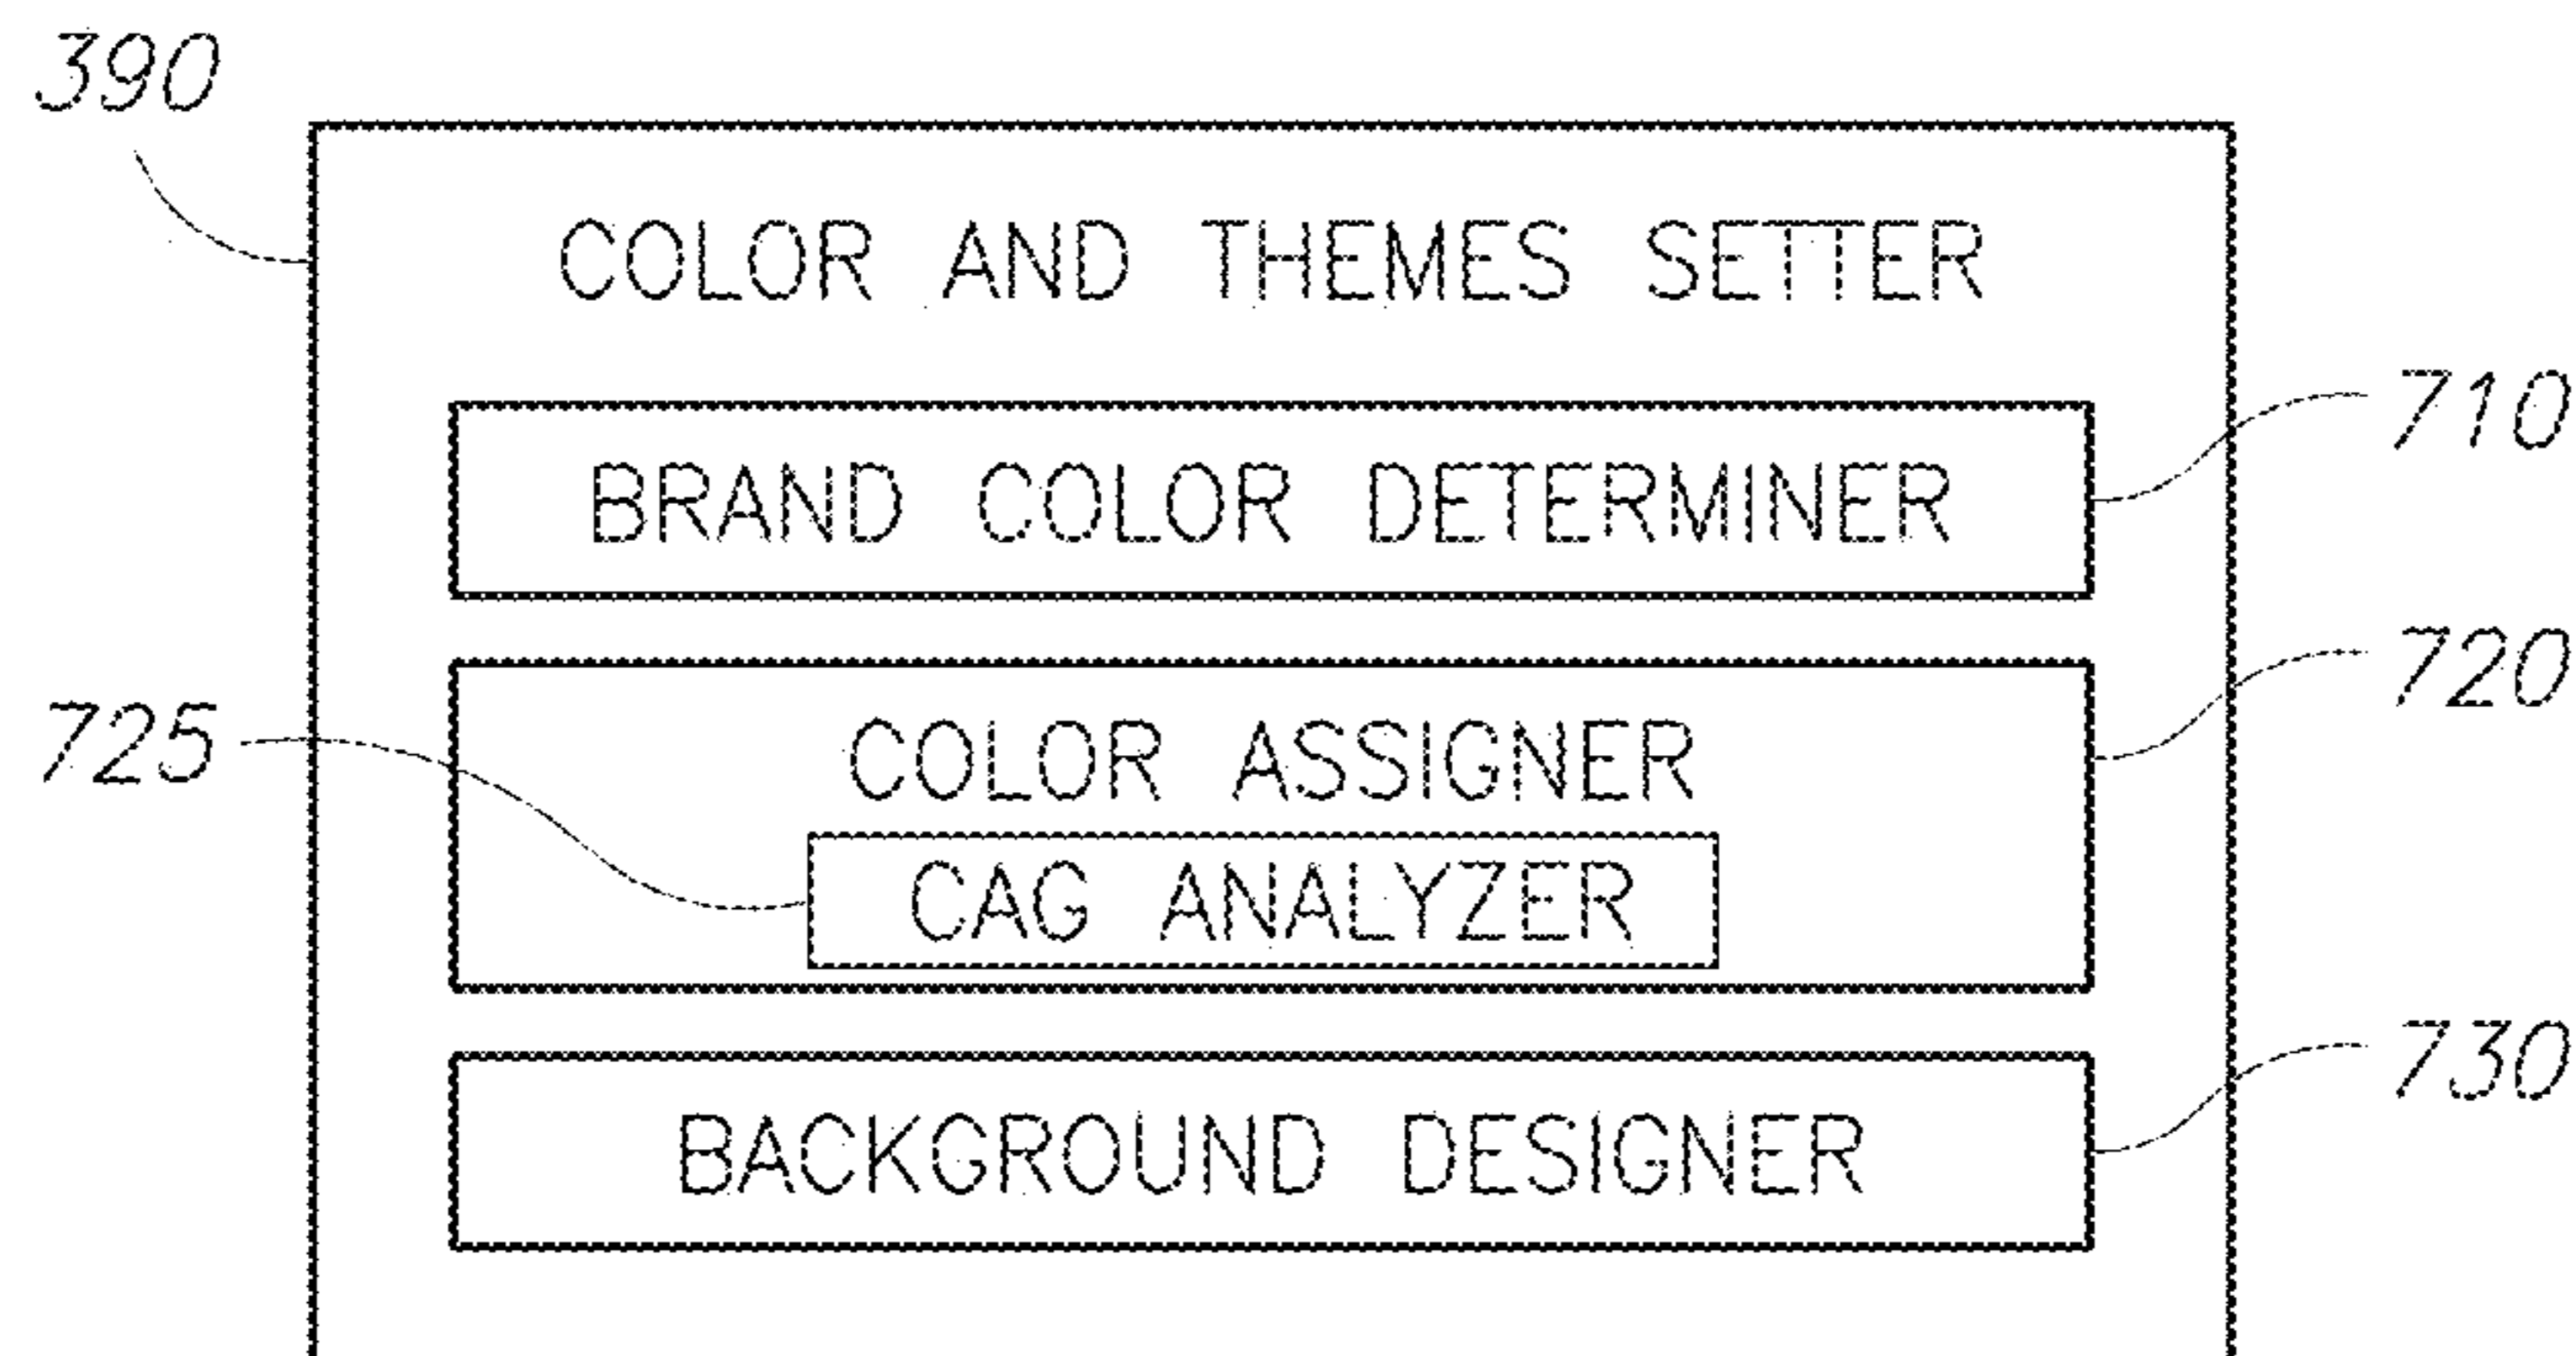 390
COLOR AND THEMES SETTER
710
BRAND COLOR DETERMINER
720
725
COLOR ASSIGNER
CAG ANALYZER
730
BACKGROUND DESIGNER